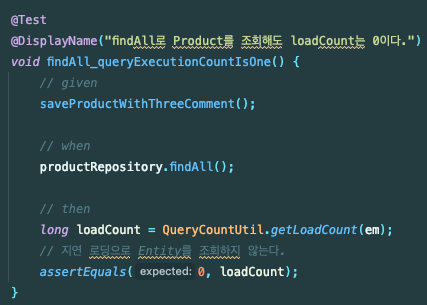 @Test
@DisplayName("findAll로 Product를 조회해도 loadCount는 0이다.")
void findAll_queryExecutionCountIsOne() {
// given
saveProductWithThreeComment();
// when
productRepository.findAll();
// then
long loadCount = QueryCountUtil.getLoadCount(em);
// 지연 로딩으로 Entity를 조회하지 않는다.
assertEquals( expected: 0, loadCount);
}